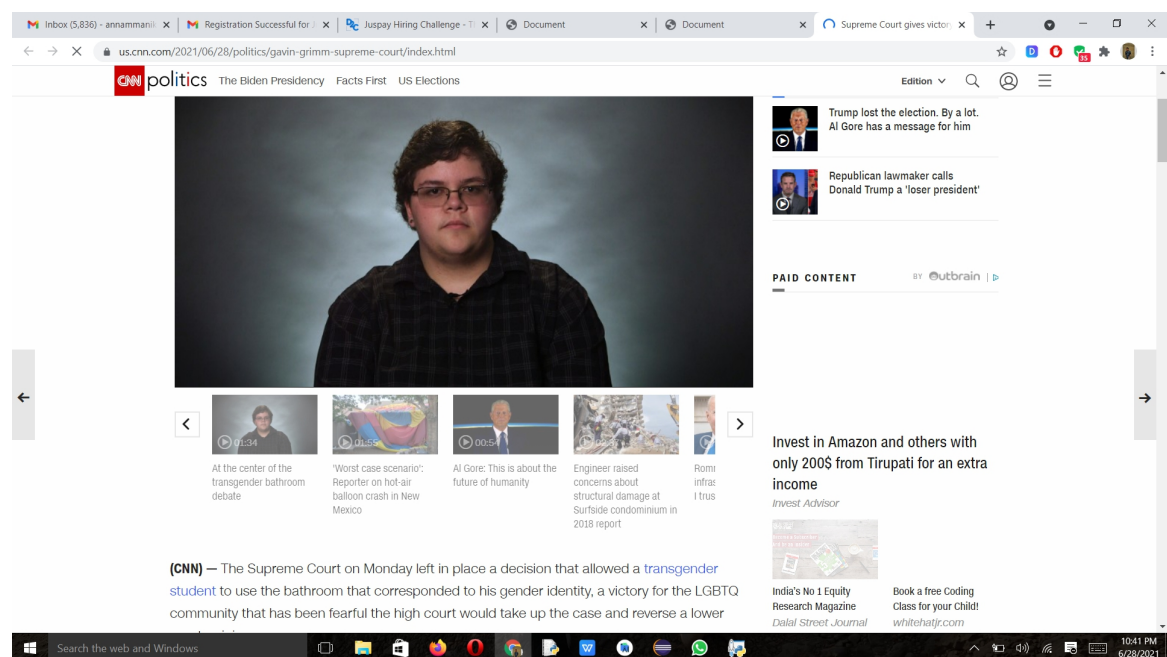 Inbox (5,836) - annammani
Registration Successful for J
Juspay Hiring Challenge - T
Document
Document
Supreme Court gives victory
us.cnn.com/2021/06/28/politics/gavin-grimm-supreme-court/index.html
35
CNN politics The Biden Presidency Facts First US Elections
Edition
Trump lost the election. By a lot.
Al Gore has a message for him
Republican lawmaker calls
Donald Trump a 'loser president'
PAID CONTENT BY Outbrain
01:34
01:55
00:54
At the center of the
transgender bathroom
debate
'Worst case scenario':
Reporter on hot-air
balloon crash in New
Mexico
Al Gore: This is about the
future of humanity
Engineer raised
concerns about
structural damage at
Surfside condominium in
2018 report
Romn
infras
I trus
Invest in Amazon and others with
only 200$ from Tirupati for an extra
income
Invest Advisor
(CNN) — The Supreme Court on Monday left in place a decision that allowed a transgender
student to use the bathroom that corresponded to his gender identity, a victory for the LGBTQ
community that has been fearful the high court would take up the case and reverse a lower
India's No 1 Equity
Research Magazine
Dalal Street Journal
Book a free Coding
Class for your Child!
whitehatjr.com
Search the web and Windows
10:41 PM
6/28/2021